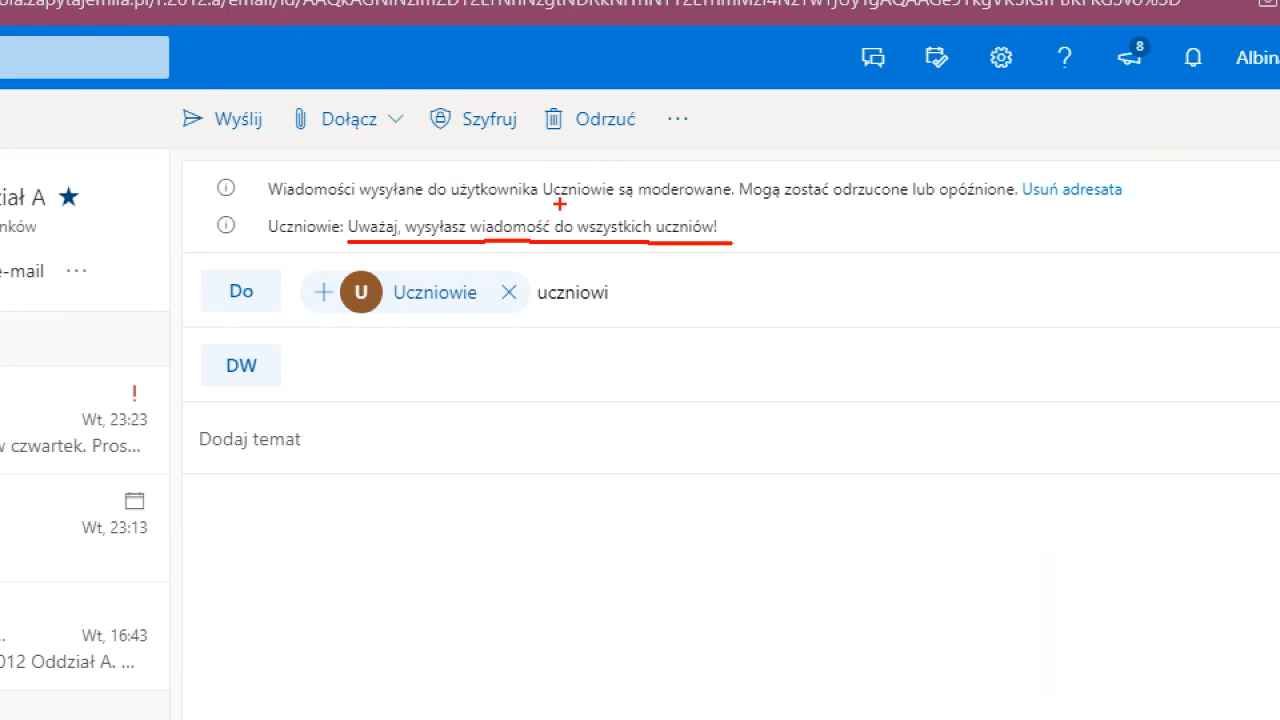 8
Albin
Wyślij Dołącz Szyfruj Odrzuć ...
Wiadomości wysyłane do użytkownika Uczniowie są moderowane. Mogą zostać odrzucone lub opóźnione. Usuń adresata
Uczniowie: Uważaj, wysyłasz wiadomość do wszystkich uczniów!
Do U Uczniowie uczniowi
DW
Dodaj temat
ział A
nków
e-mail ...
Wt, 23:23
w czwartek. Pros...
Wt, 23:13
.. Wt, 16:43
012 Oddział A. ...